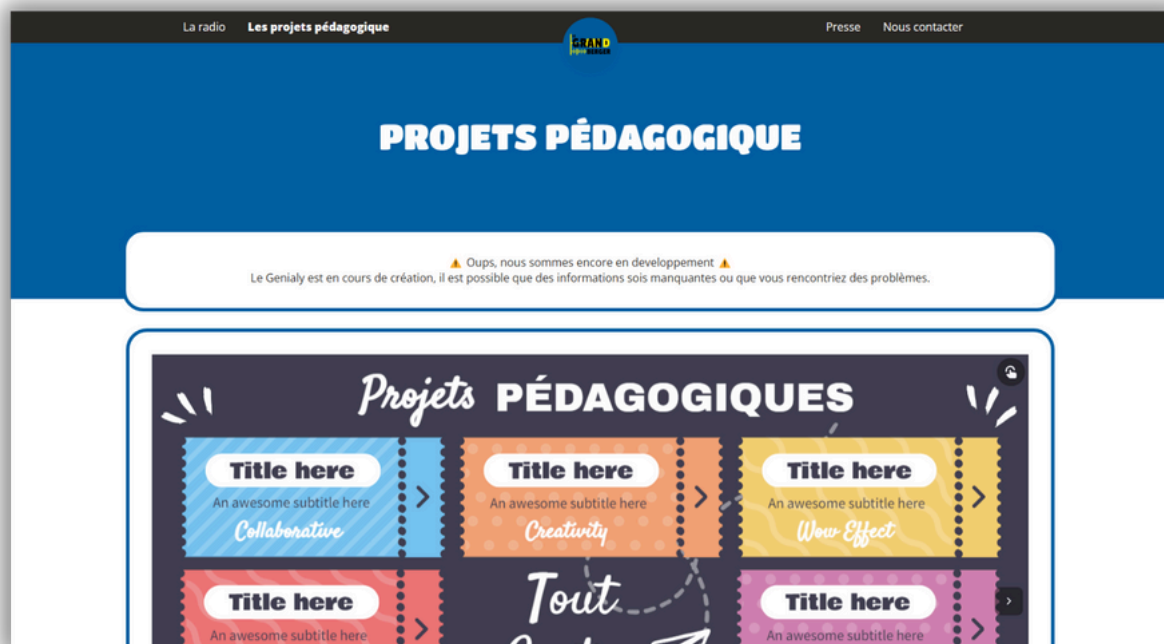 La radio Les projets pédagogique
GRAND
Presse Nous contacter
PROJETS PÉDAGOGIQUE
⚠ Oups, nous sommes encore en developpement ⚠
Le Genialy est en cours de création, il est possible que des informations sois manquantes ou que vous rencontriez des problèmes.
Projets PÉDAGOGIQUES
Title here
An awesome subtitle here
Collaborative
Title here
An awesome subtitle here
Creativity
Title here
An awesome subtitle here
Wow Effect
Title here
An awesome subtitle here
Tout
Title here
An awesome subtitle here